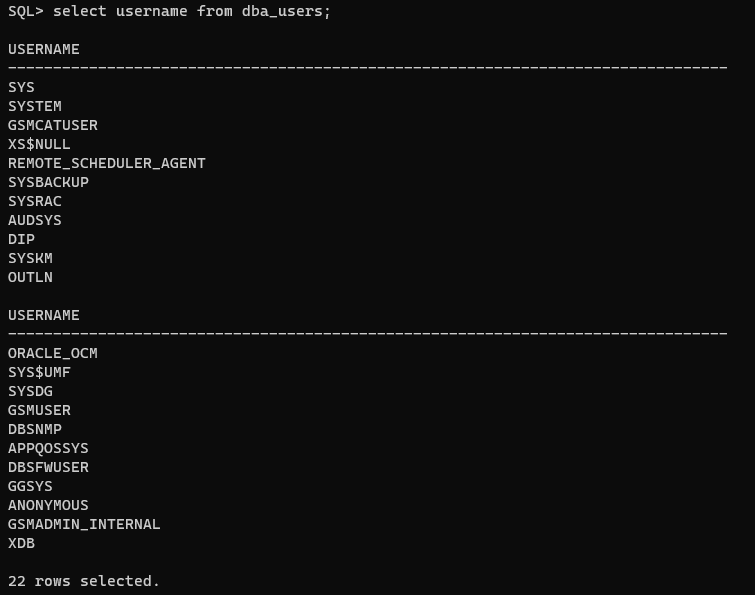 SQL> select username from dba_users;
USERNAME
--------------------------------------------------------------------------------
SYS
SYSTEM
GSMCATUSER
XS$NULL
REMOTE_SCHEDULER_AGENT
SYSBACKUP
SYSRAC
AUDSYS
DIP
SYSKM
OUTLN
USERNAME
--------------------------------------------------------------------------------
ORACLE_OCM
SYS$UMF
SYSDG
GSMUSER
DBSNMP
APPQOSSYS
DBSFWUSER
GGSYS
ANONYMOUS
GSMADMIN_INTERNAL
XDB
22 rows selected.